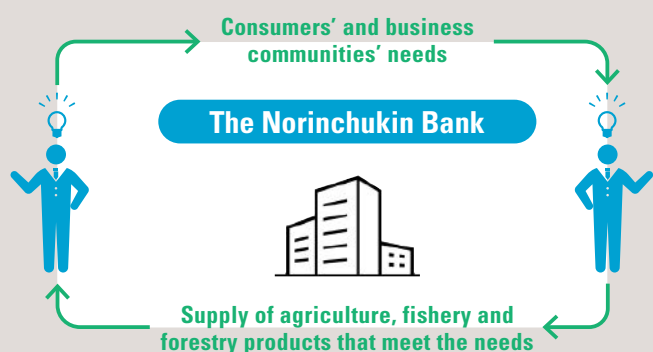 Consumers’ and business
communities’ needs
The Norinchukin Bank
Supply of agriculture, fishery and
forestry products that meet the needs